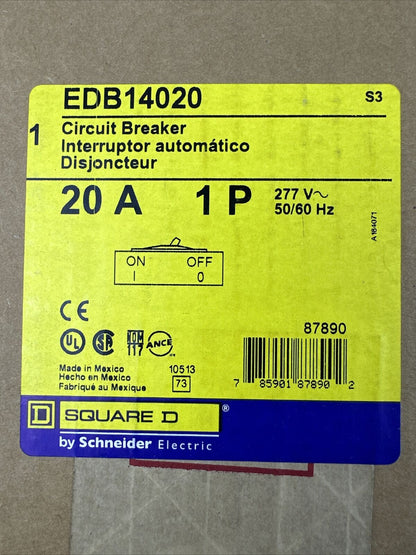 EDB14020
S3
1
Circuit Breaker
Interruptor automático
Disjoncteur
20 A 1 P 277 V~
50/60 Hz
A164071
ON OFF
I 0
CE
UL SA ANCE
87890
Made in Mexico
Hecho en Mexico
Fabriqué au Mexique
10513
73
7 85901 87890 2
D SQUARE D ®
by Schneider Electric